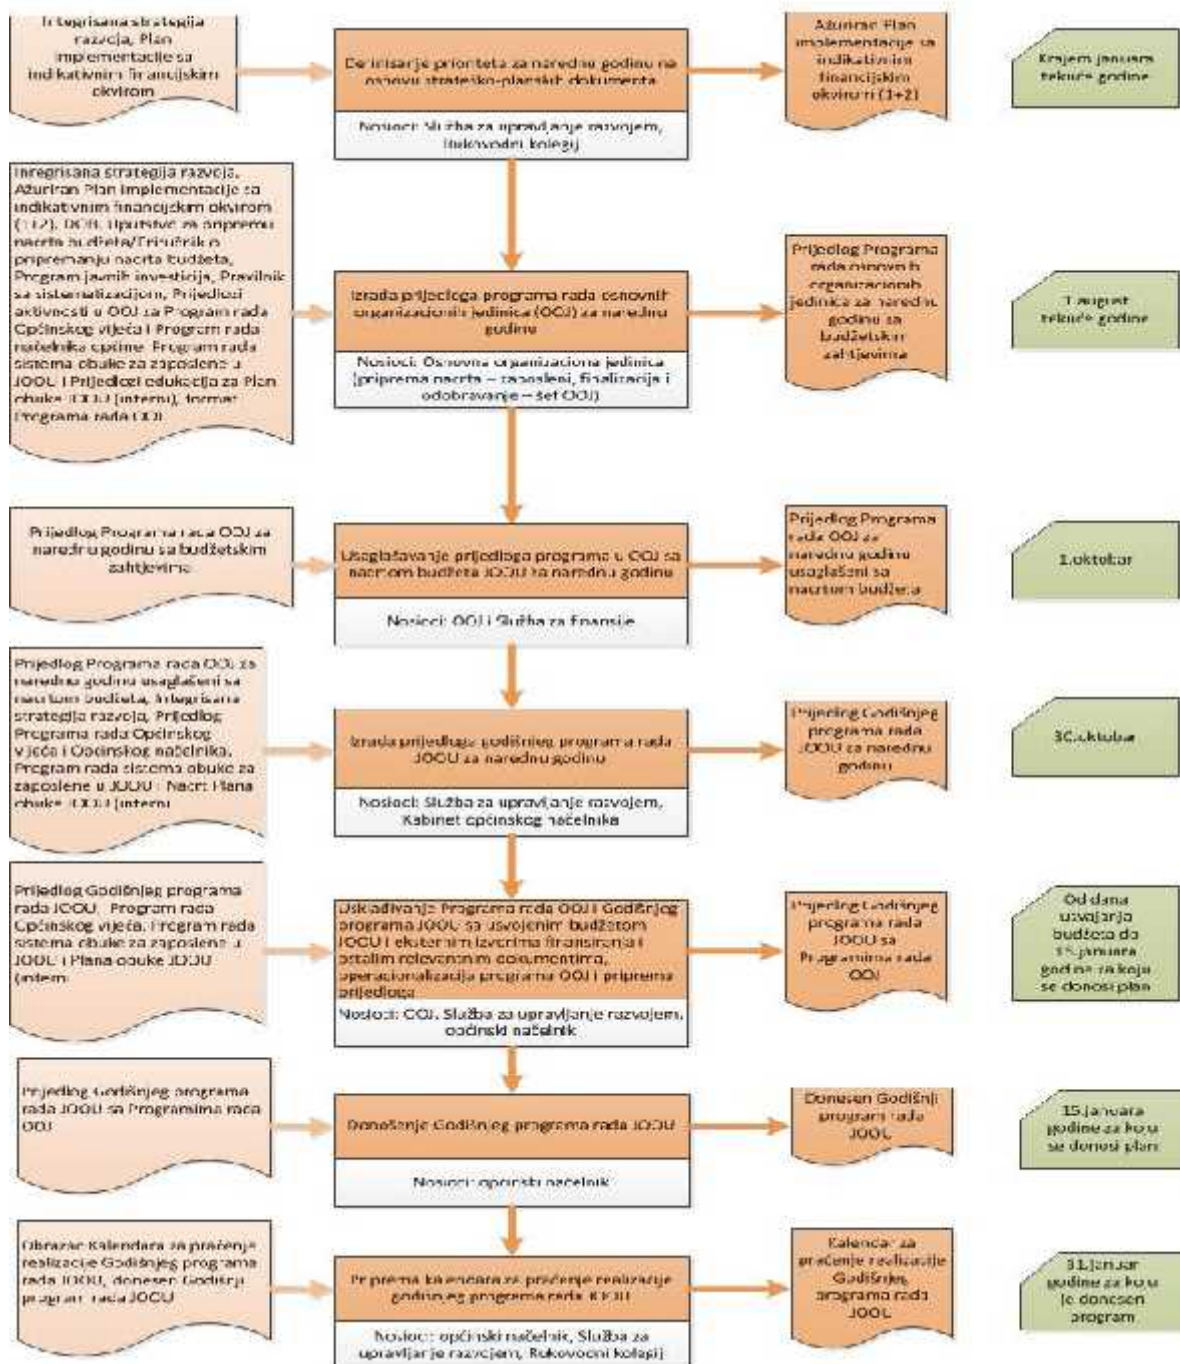 Integrisana strategija
razvoja, Plan
implementacije sa
indikativnim financijskim
okvirom
Definisanje prioriteta za narednu godinu na
osnovu strateško-planskih dokumenta
Nosioci: Služba za upravljanje razvojem,
Rukovodni kolegij
Ažuriran Plan
implementacije sa
indikativnim
financijskim
okvirom (1+2)
Krajem januara
tekuće godine
Inregrisana strategija razvoja,
Ažuriran Plan implementacije sa
indikativnim financijskim okvirom
(1+2), DOB, Uputstvo za pripremu
nacrta budžeta/Priručnik o
pripremanju nacrta budžeta,
Program javnih investicija, Pravilnik
sa sistematizacijom, Prijedlozi
aktivnosti u OOJ za Program rada
Općinskog vijeća i Program rada
načelnika općine, Program rada
sistema obuke za zaposlene u
JOOU i Prijedlozi edukacija za Plan
obuke JOOU (interni), format
Programa rada OOJ
Izrada prijedloga programa rada osnovnih
organizacionih jedinica (OOJ) za narednu
godinu
Nosioci: Osnovna organizaciona jedinica
(priprema nacrta – zaposleni, finalizacija i
odobravanje – šef OOJ)
Prijedlog Programa
rada osnovnih
organizacionih
jedinica za narednu
godinu sa
budžetskim
zahtjevima
1.august
tekuće godine
Prijedlog Programa rada OOJ za
narednu godinu sa budžetskim
zahtjevima
Usaglašavanje prijedloga programa u OOJ sa
nacrtom budžeta JOOU za narednu godinu
Nosioci: OOJ i Služba za finansije
Prijedlog Programa
rada OOJ za
narednu godinu
usaglašeni sa
nacrtom budžeta
1.oktobar
Prijedlog Programa rada OOJ za
narednu godinu usaglašeni sa
nacrtom budžeta, Integrisana
strategija razvoja, Prijedlog
Programa rada Općinskog
vijeća i Općinskog načelnika,
Program rada sistema obuke za
zaposlene u JOOU i Nacrt Plana
obuke JOOU (interni
Izrada prijedloga godišnjeg programa rada
JOOU za narednu godinu
Nosioci: Služba za upravljanje razvojem,
Kabinet općinskog načelnika
Prijedlog Godišnjeg
programa rada
JOOU za narednu
godinu
30.oktobar
Prijedlog Godišnjeg programa
rada JOOU, Program rada
Općinskog vijeća, Program rada
sistema obuke za zaposlene u
JOOU i Plana obuke JOOU
(interni
Usklađivanje Programa rada OOJ i Godišnjeg
programa JOOU sa usvojenim budžetom
JOOU i eksternim izvorima finansiranja i
ostalim relevantnim dokumentima,
operacionalizacija programa OOJ i priprema
prijedloga
Nosioci: OOJ, Služba za upravljanje razvojem,
općinski načelnik
Prijedlog Godišnjeg
programa rada
JOOU sa
Programima rada
OOJ
Od dana
usvajanja
budžeta do
15.januara
godine za koju
se donosi plan
Prijedlog Godišnjeg programa
rada JOOU sa Programima rada
OOJ
Donošenje Godišnjeg programa rada JOOU
Nosioci: općinski načelnik
Donesen Godišnji
program rada
JOOU
15.januara
godine za koju
se donosi plan
Obrazac Kalendara za praćenje
realizacije Godišnjeg programa
rada JOOU, donesen Godišnji
program rada JOOU
Priprema kalendara za praćenje realizacije
godišnjeg programa rada JOOU
Nosioci: općinski načelnik, Služba za
upravljanje razvojem, Rukovodni kolegij
Kalendar za
praćenje realizacije
Godišnjeg
programa rada
JOOU
31.januar
godine za koju
je donesen
program